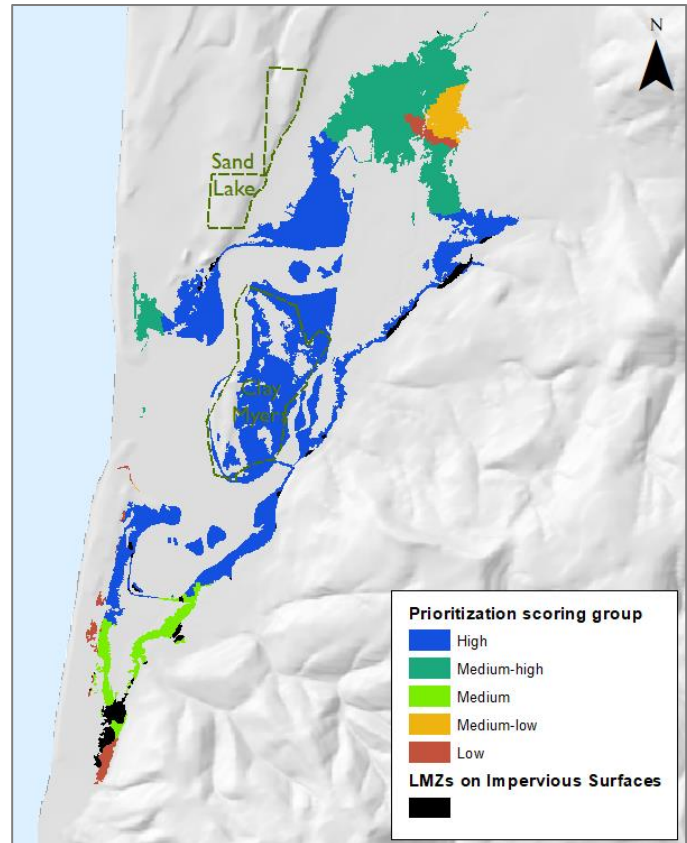 N
Sand
Lake
Clay
Myers
Prioritization scoring group
High
Medium-high
Medium
Medium-low
Low
LMZs on Impervious Surfaces